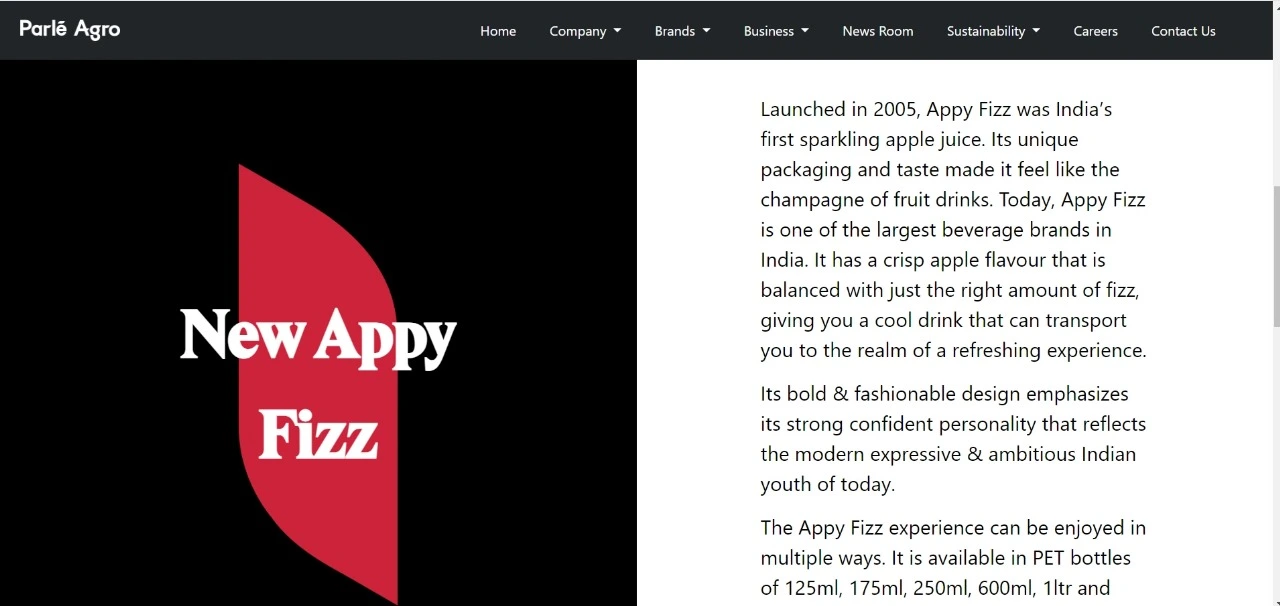 Parlé Agro
Home Company Brands Business News Room Sustainability Careers Contact Us
New Appy
Fizz
Launched in 2005, Appy Fizz was India’s
first sparkling apple juice. Its unique
packaging and taste made it feel like the
champagne of fruit drinks. Today, Appy Fizz
is one of the largest beverage brands in
India. It has a crisp apple flavour that is
balanced with just the right amount of fizz,
giving you a cool drink that can transport
you to the realm of a refreshing experience.
Its bold & fashionable design emphasizes
its strong confident personality that reflects
the modern expressive & ambitious Indian
youth of today.
The Appy Fizz experience can be enjoyed in
multiple ways. It is available in PET bottles
of 125ml, 175ml, 250ml, 600ml, 1ltr and